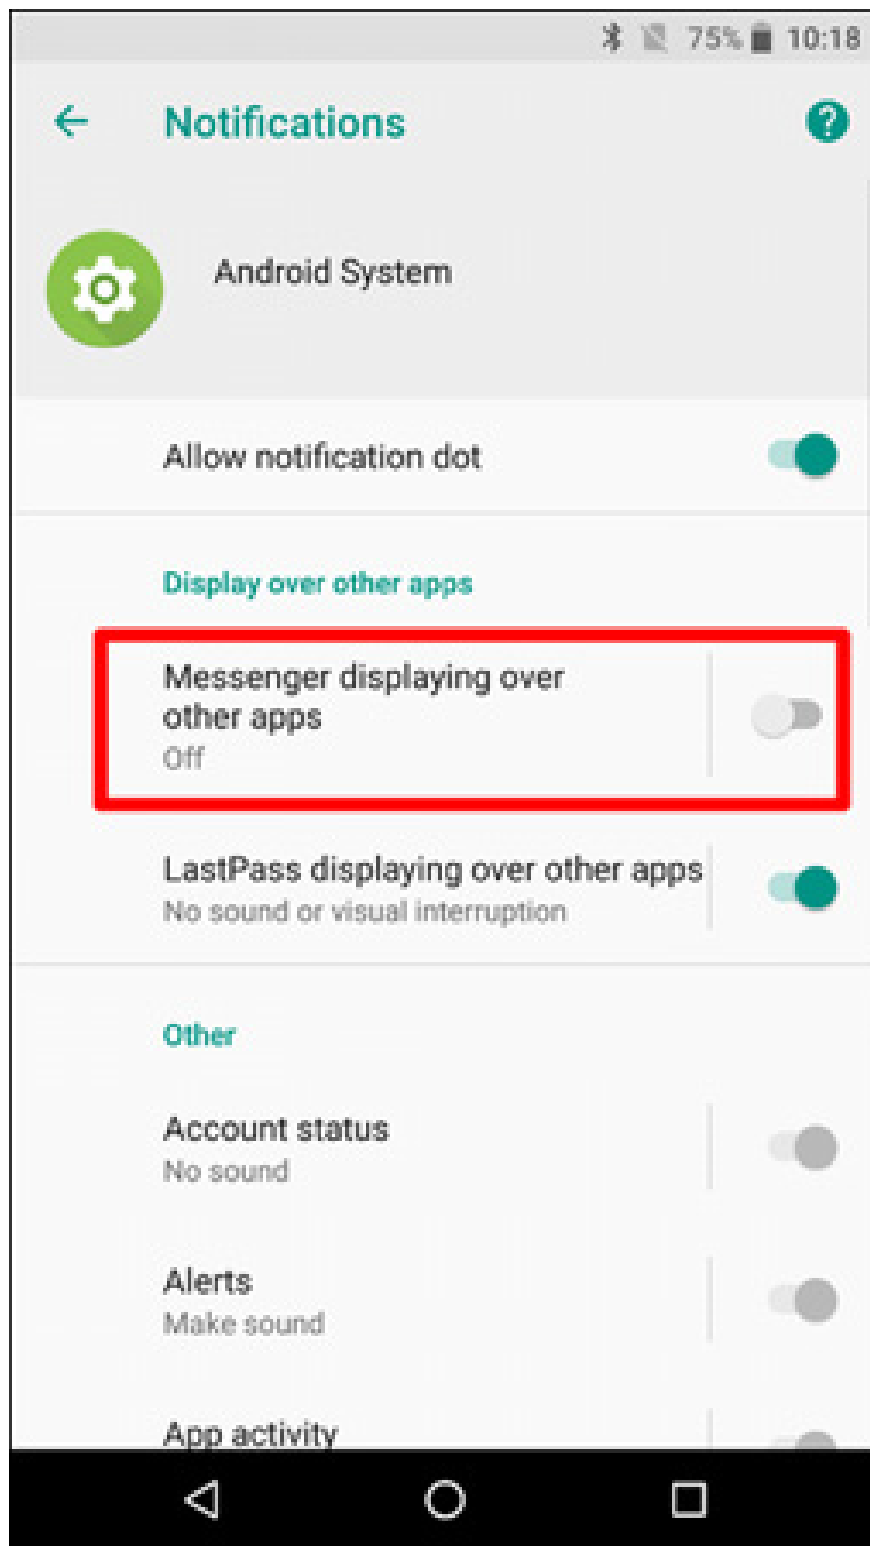 75% 10:18
Notifications
?
Android System
Allow notification dot
Display over other apps
Messenger displaying over
other apps
Off
LastPass displaying over other apps
No sound or visual interruption
Other
Account status
No sound
Alerts
Make sound
App activity